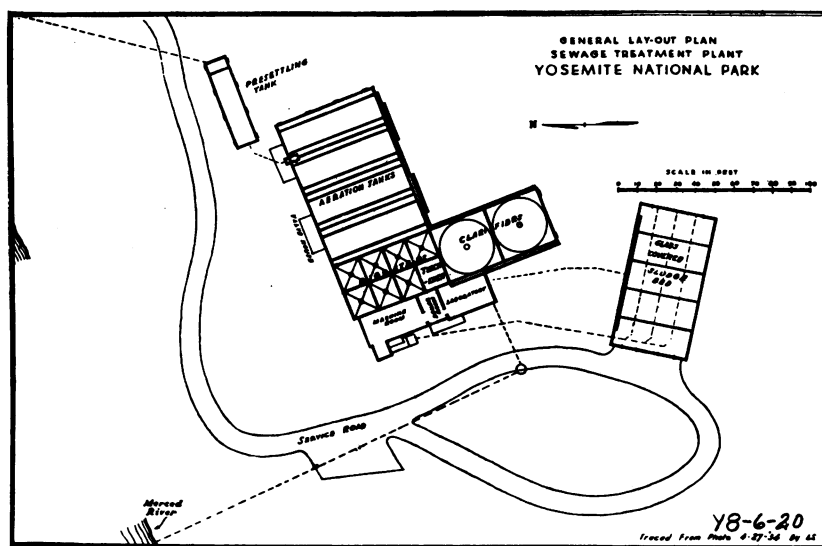 GENERAL LAY-OUT PLAN
SEWAGE TREATMENT PLANT
YOSEMITE NATIONAL PARK
N
SCALE IN FEET
PRESETTLING
TANK
AERATION TANKS
CLARIFIERS
GLASS
COVERED
SLUDGE
BED
LABORATORY
MACHINE
ROOM
SERVICE ROAD
Merced
River
Y8-6-20
Traced From Photo 4-27-36 By